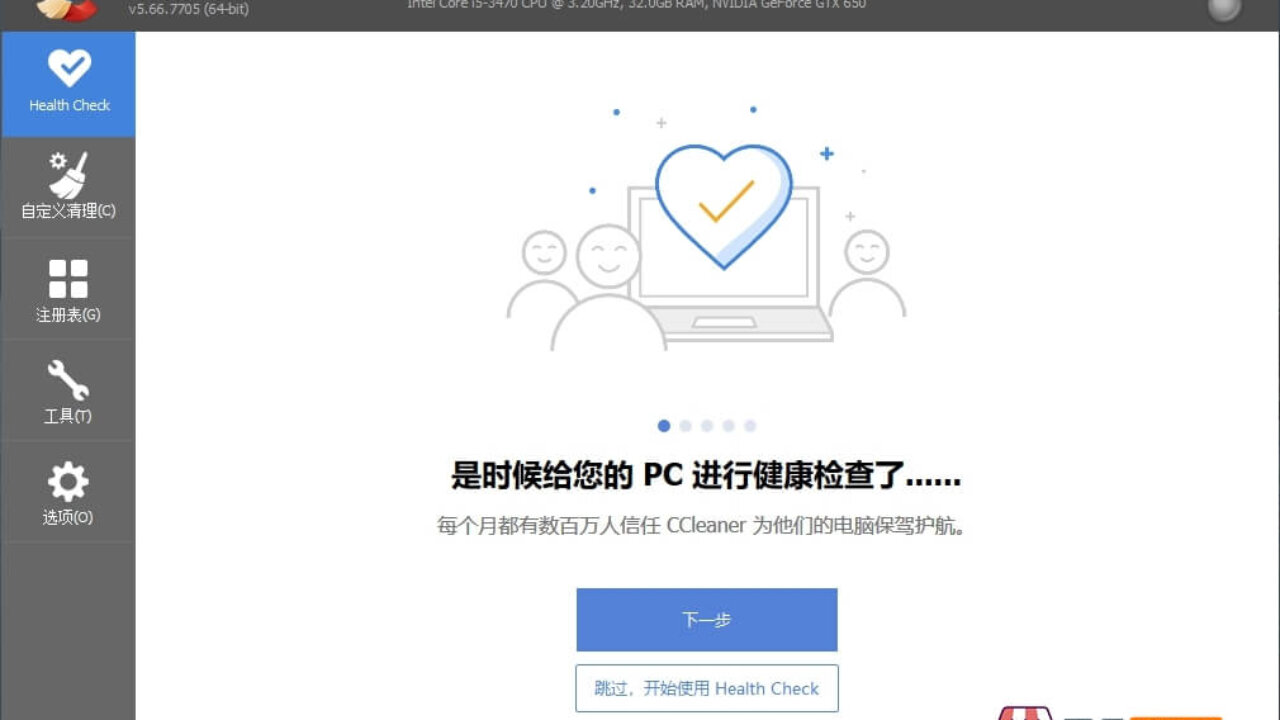 v5.66.7705 (64-bit)
Intel Core i5-3470 CPU @ 3.20GHz, 32.0GB RAM, NVIDIA GeForce GTX 650
Health Check
自定义清理(C)
注册表(G)
工具(T)
选项(O)
是时候给您的 PC 进行健康检查了......
每个月都有数百万人信任 CCleaner 为他们的电脑保驾护航。
下一步
跳过，开始使用 Health Check